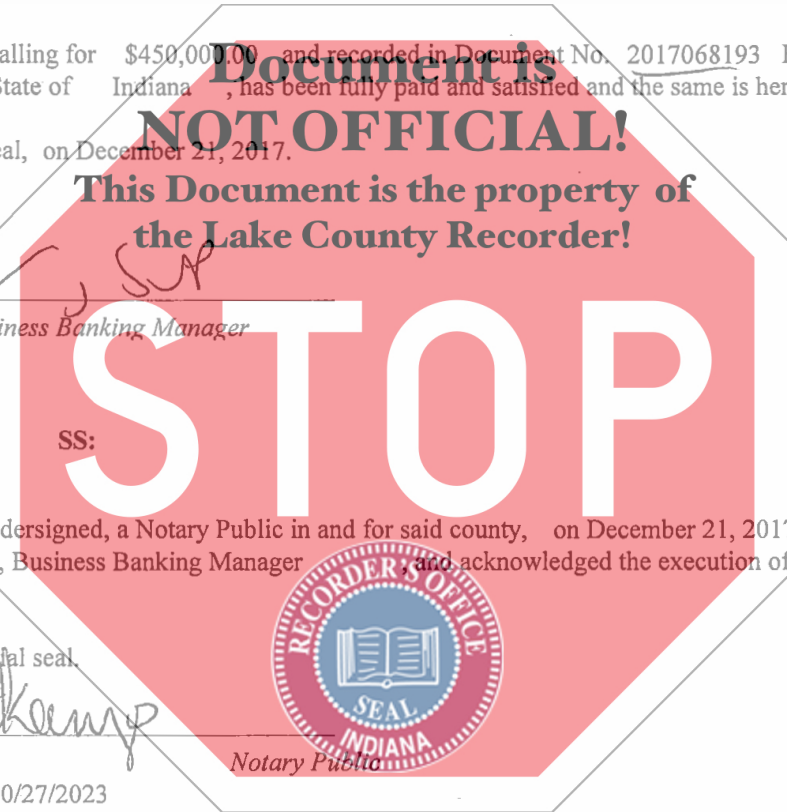 alling for $450,000.00 and recorded in Document No. 2017068193
Document is
State of Indiana , has been fully paid and satisfied and the same is her
NOT OFFICIAL!
eal, on December 21, 2017.
This Document is the property of
the Lake County Recorder!
iness Banking Manager
STOP
SS:
dersigned, a Notary Public in and for said county, on December 21, 2017
, Business Banking Manager , and acknowledged the execution of
RECORDER'S OFFICE
SEAL
INDIANA
ial seal.
Notary Public
0/27/2023